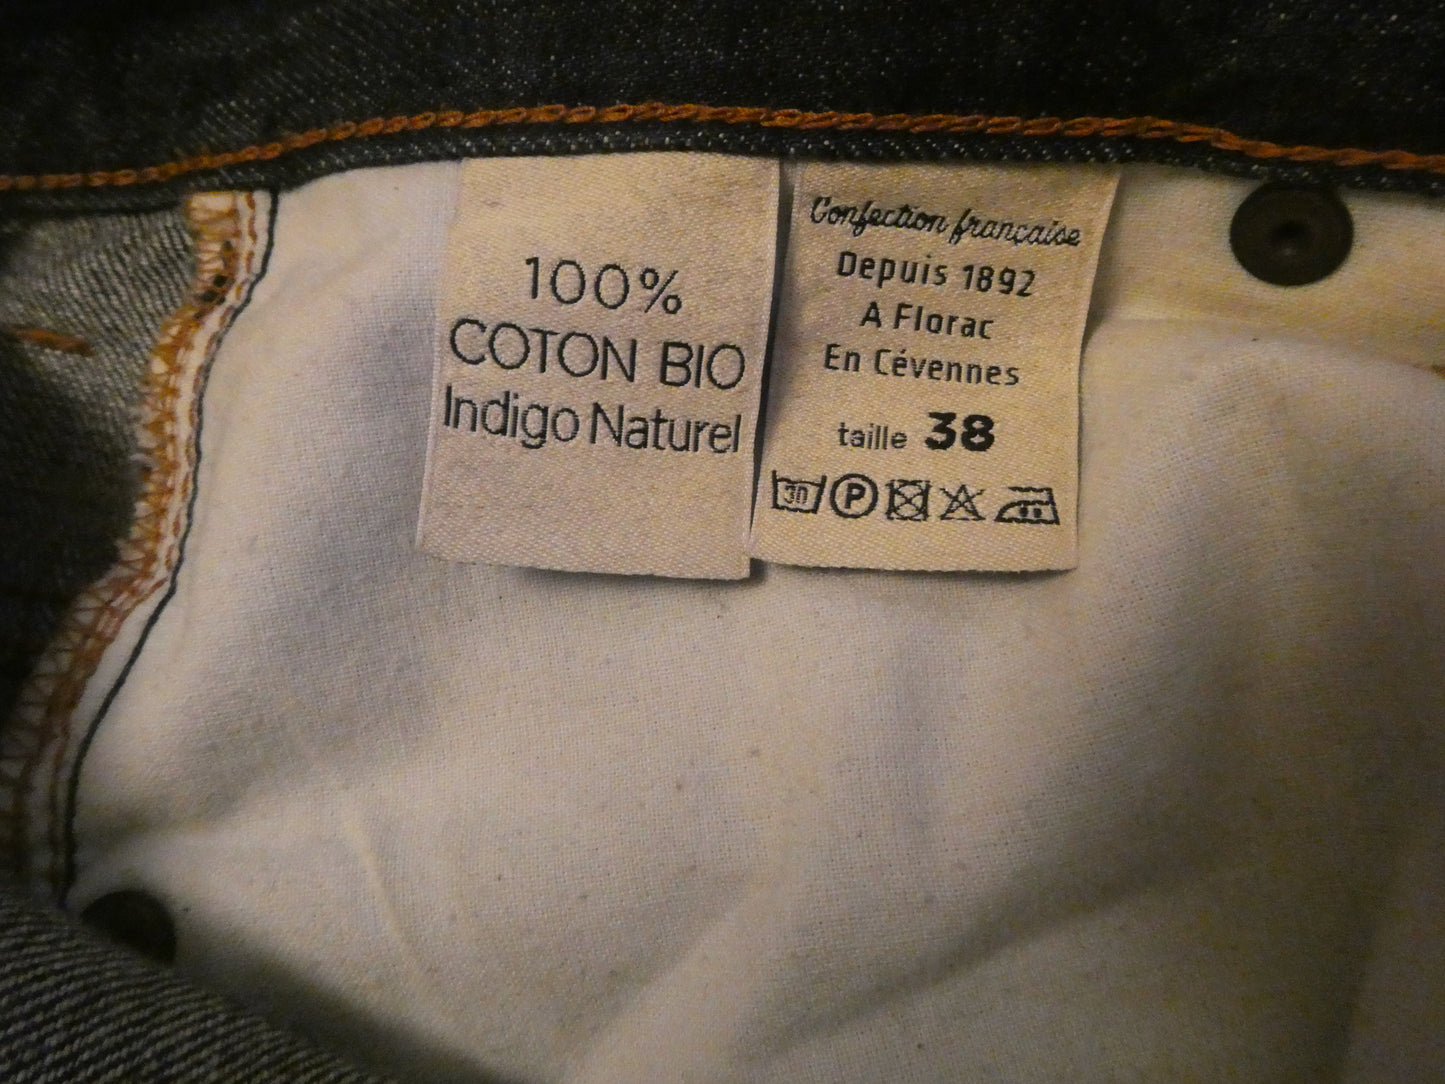 100%
COTON BIO
Indigo Naturel
Confection française
Depuis 1892
A Florac
En Cévennes
taille 38
30 P